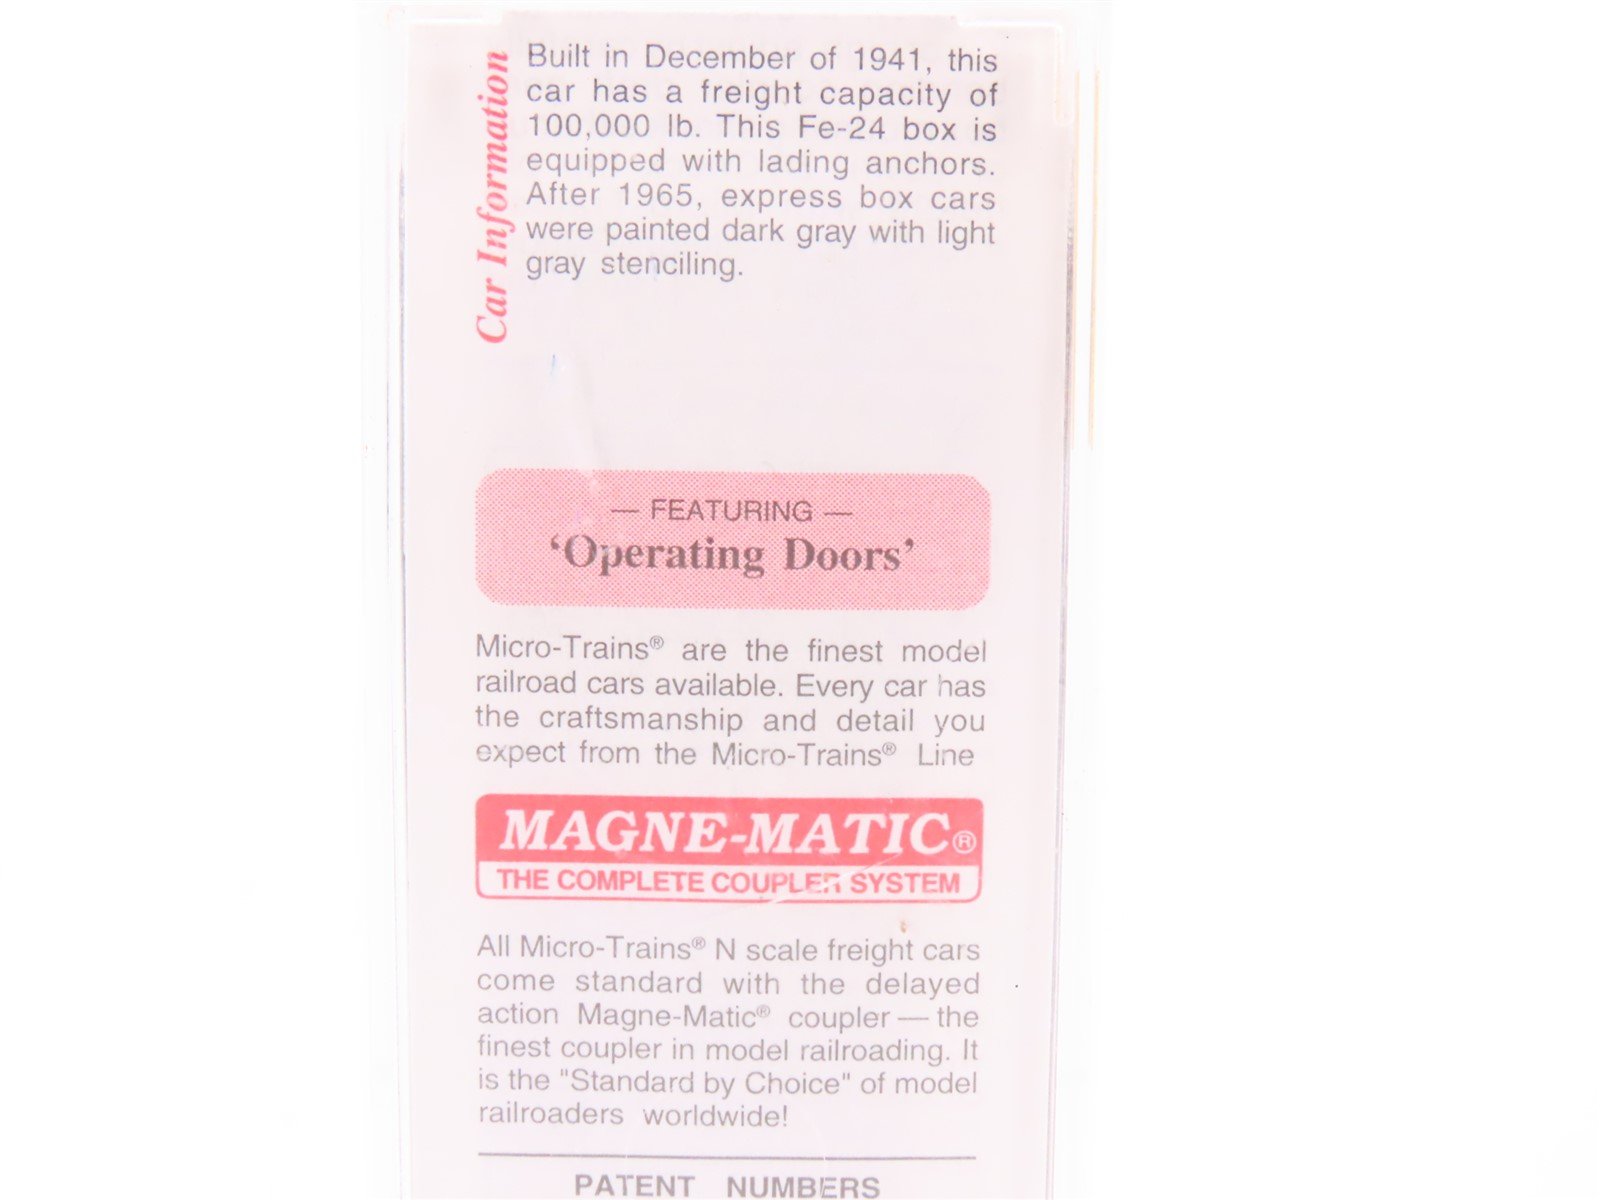 Car Information
Built in December of 1941, this
car has a freight capacity of
100,000 lb. This Fe-24 box is
equipped with lading anchors.
After 1965, express box cars
were painted dark gray with light
gray stenciling.
— FEATURING —
‘Operating Doors’
Micro-Trains® are the finest model
railroad cars available. Every car has
the craftsmanship and detail you
expect from the Micro-Trains® Line
MAGNE-MATIC®
THE COMPLETE COUPLER SYSTEM
All Micro-Trains® N scale freight cars
come standard with the delayed
action Magne-Matic® coupler — the
finest coupler in model railroading. It
is the "Standard by Choice" of model
railroaders worldwide!
PATENT NUMBERS